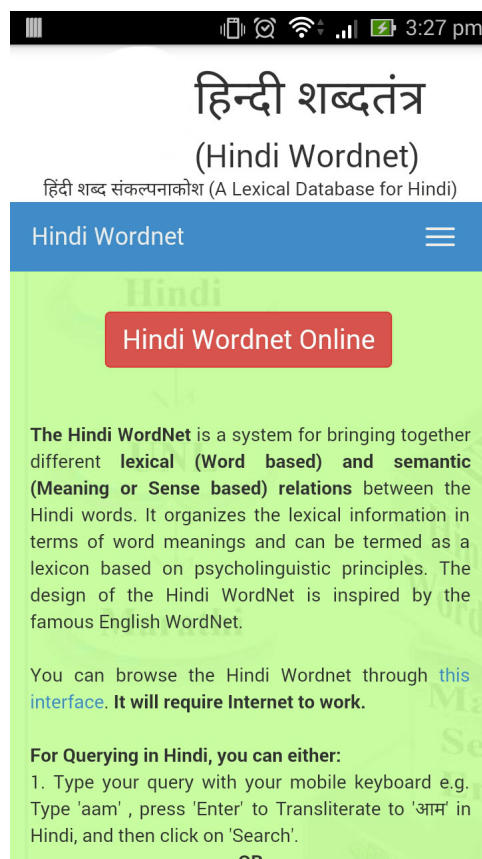 3:27 pm
हिन्दी शब्दतंत्र
(Hindi Wordnet)
हिंदी शब्द संकल्पनाकोश (A Lexical Database for Hindi)
Hindi Wordnet
Hindi
Hindi Wordnet Online
The Hindi WordNet is a system for bringing together
different lexical (Word based) and semantic
(Meaning or Sense based) relations between the
Hindi words. It organizes the lexical information in
terms of word meanings and can be termed as a
lexicon based on psycholinguistic principles. The
design of the Hindi WordNet is inspired by the
famous English WordNet.
Marathi
You can browse the Hindi Wordnet through this
interface. It will require Internet to work.
For Querying in Hindi, you can either:
1. Type your query with your mobile keyboard e.g.
Type 'aam' , press 'Enter' to Transliterate to 'आम' in
Hindi, and then click on 'Search'.
OR